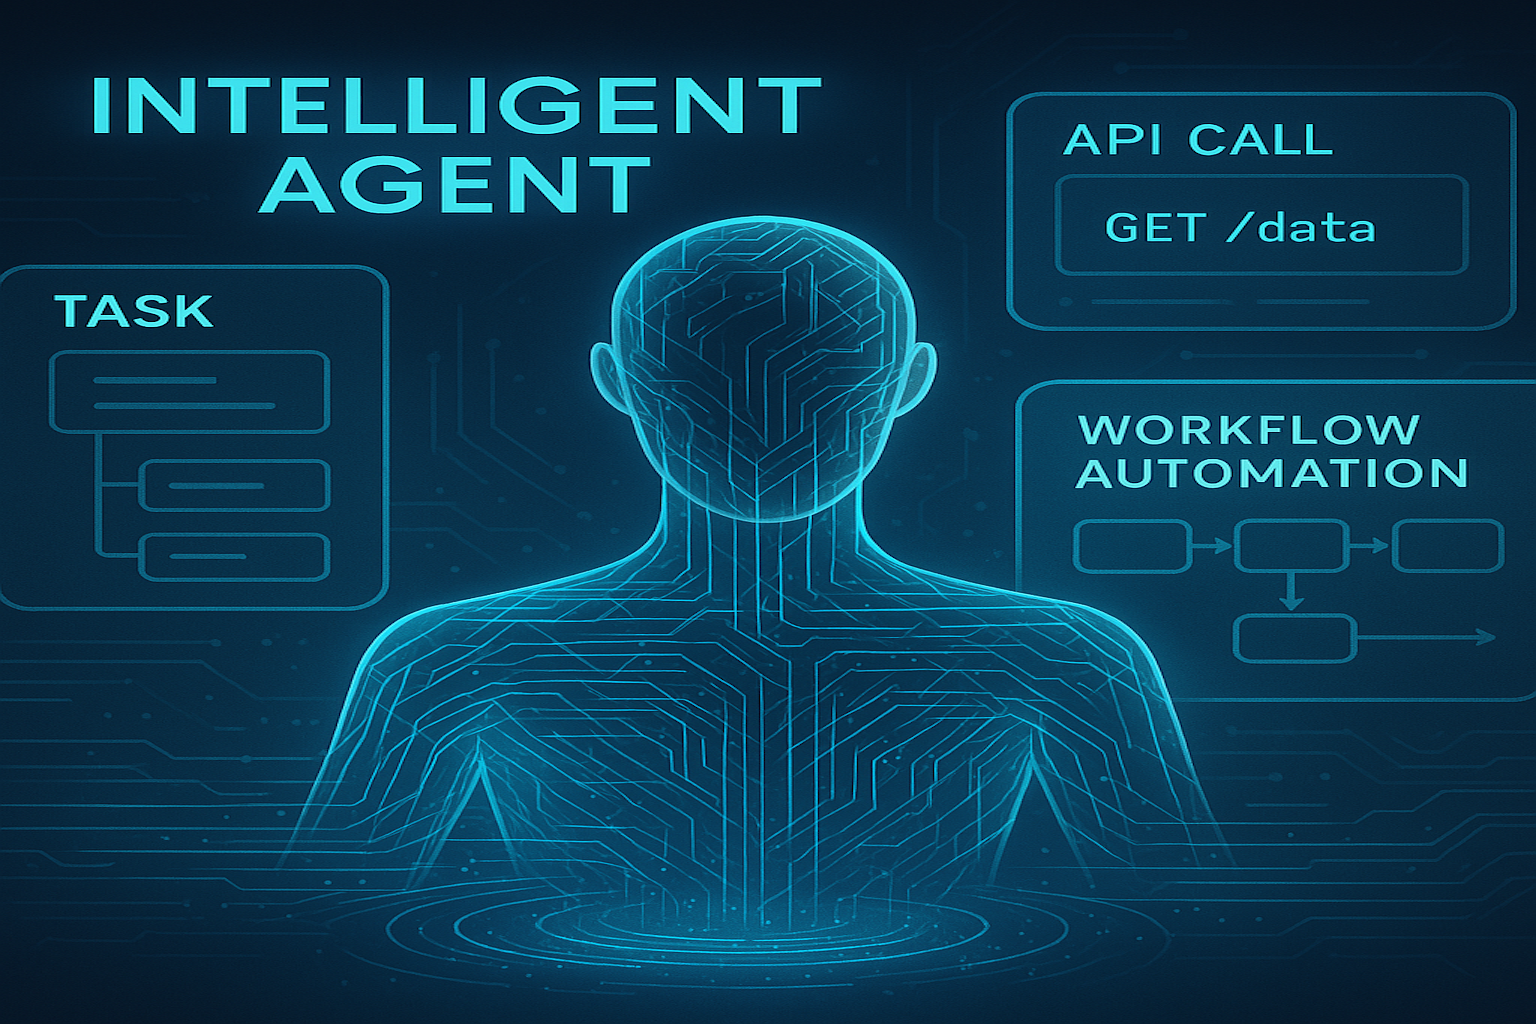 INTELLIGENT
AGENT
TASK
API CALL
GET /data
WORKFLOW
AUTOMATION